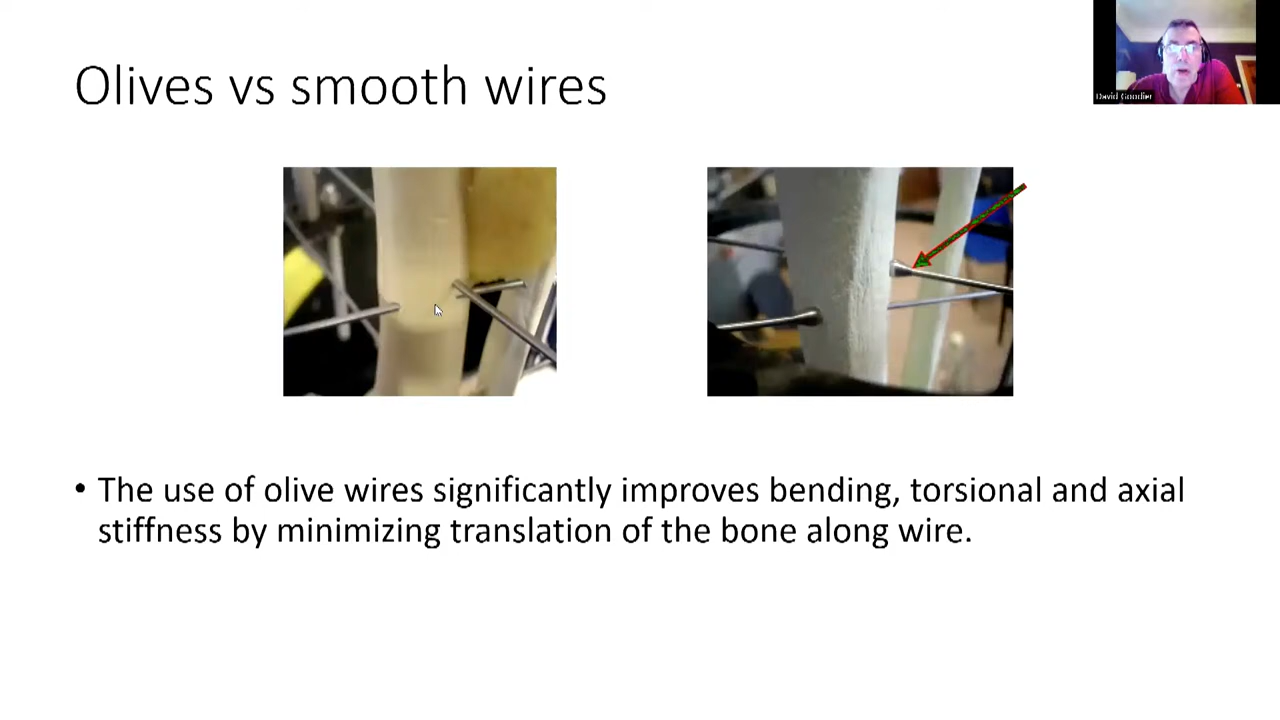 Olives vs smooth wires
David Goodier
• The use of olive wires significantly improves bending, torsional and axial
stiffness by minimizing translation of the bone along wire.